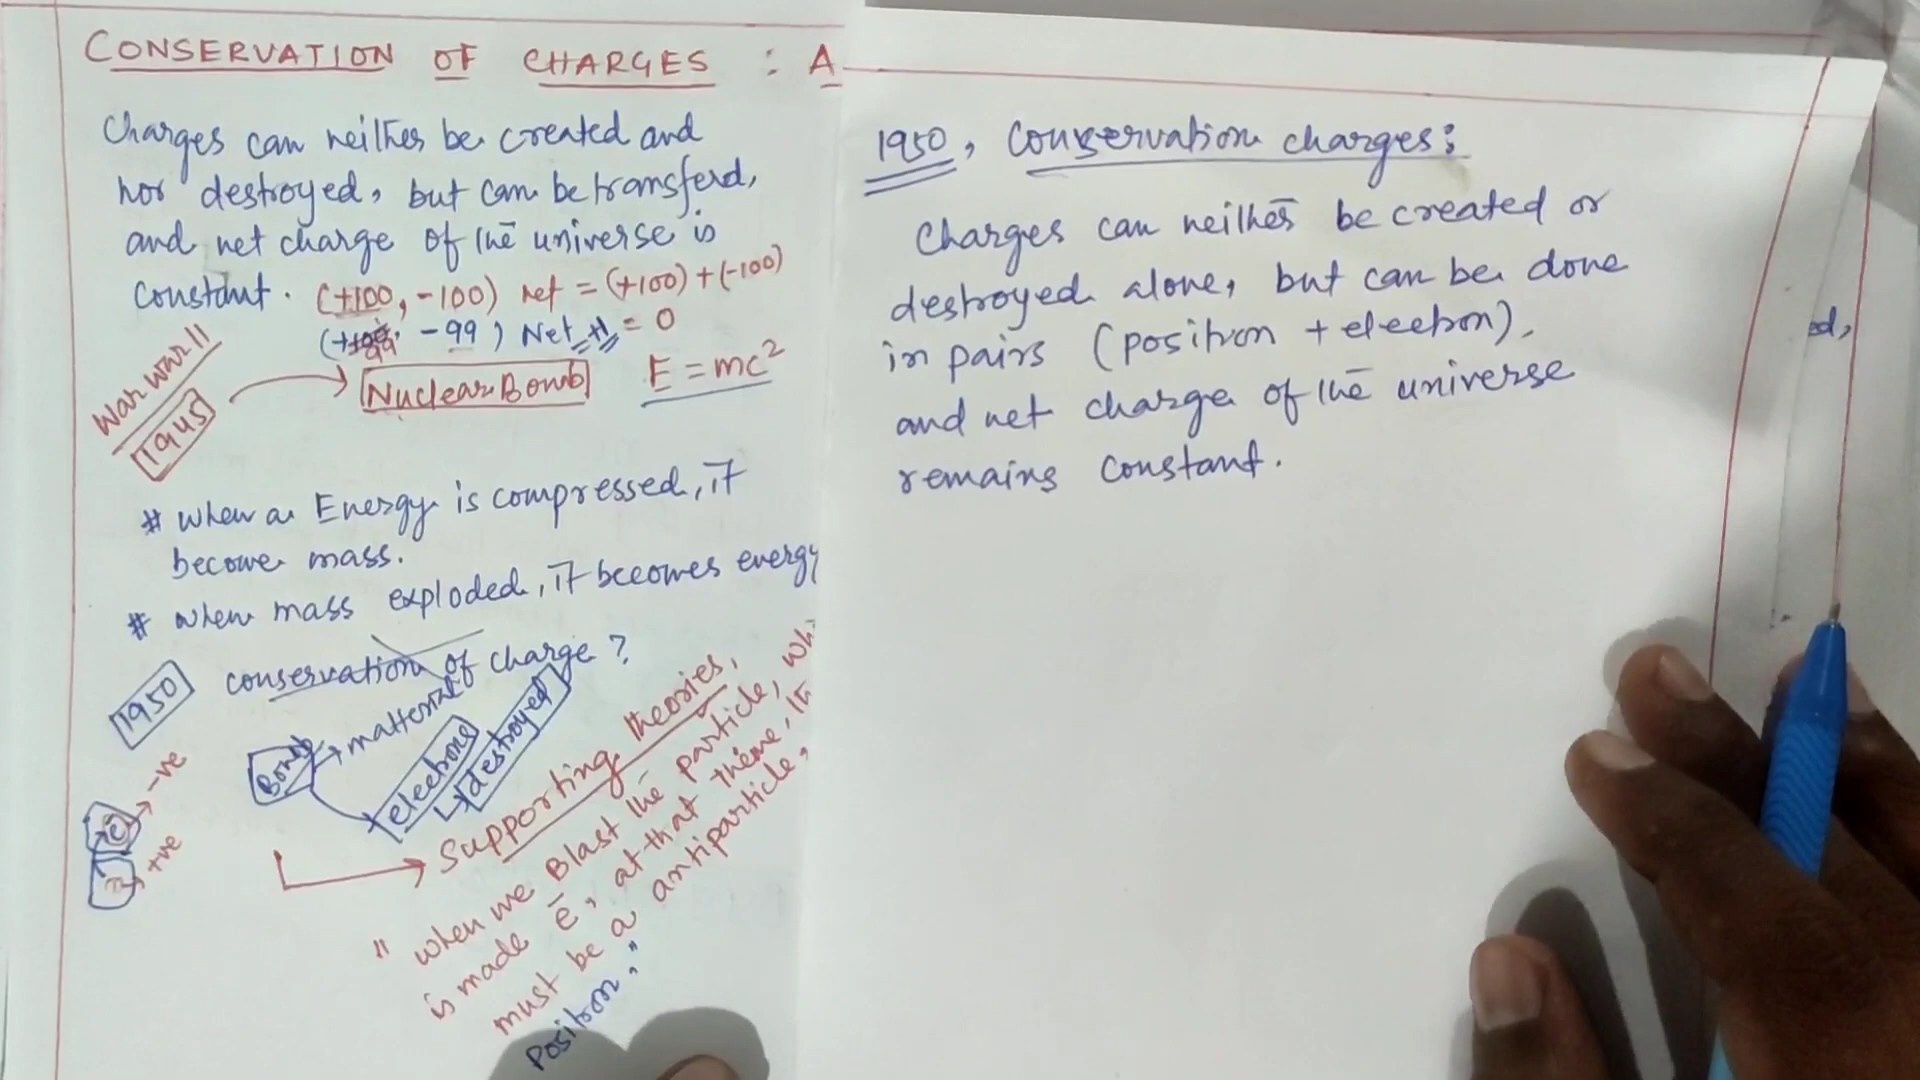 CONSERVATION OF CHARGES : A
Charges can neither be created and
nor destroyed, but can be transferd,
and net charge of the universe is
constant. (+100, -100) net = (+100) + (-100)
(+99, -99) Net +1 = 0
War war II
1945
Nuclear Bomb
E = mc²
# when a Energy is compressed, it
become mass.
# when mass exploded, it becomes energy
1950
conservation of charge ?
Bomb
electrons
destroyed
-ve
+ve
e
Supporting theories,
" when we Blast the particle, whi
is made e, at that
must be a antiparticle,
Positron."
1950, Conservation charges:
Charges can neither be created or
destroyed alone, but can be done
in pairs (position + electron),
and net charge of the universe
remains constant.
ed,